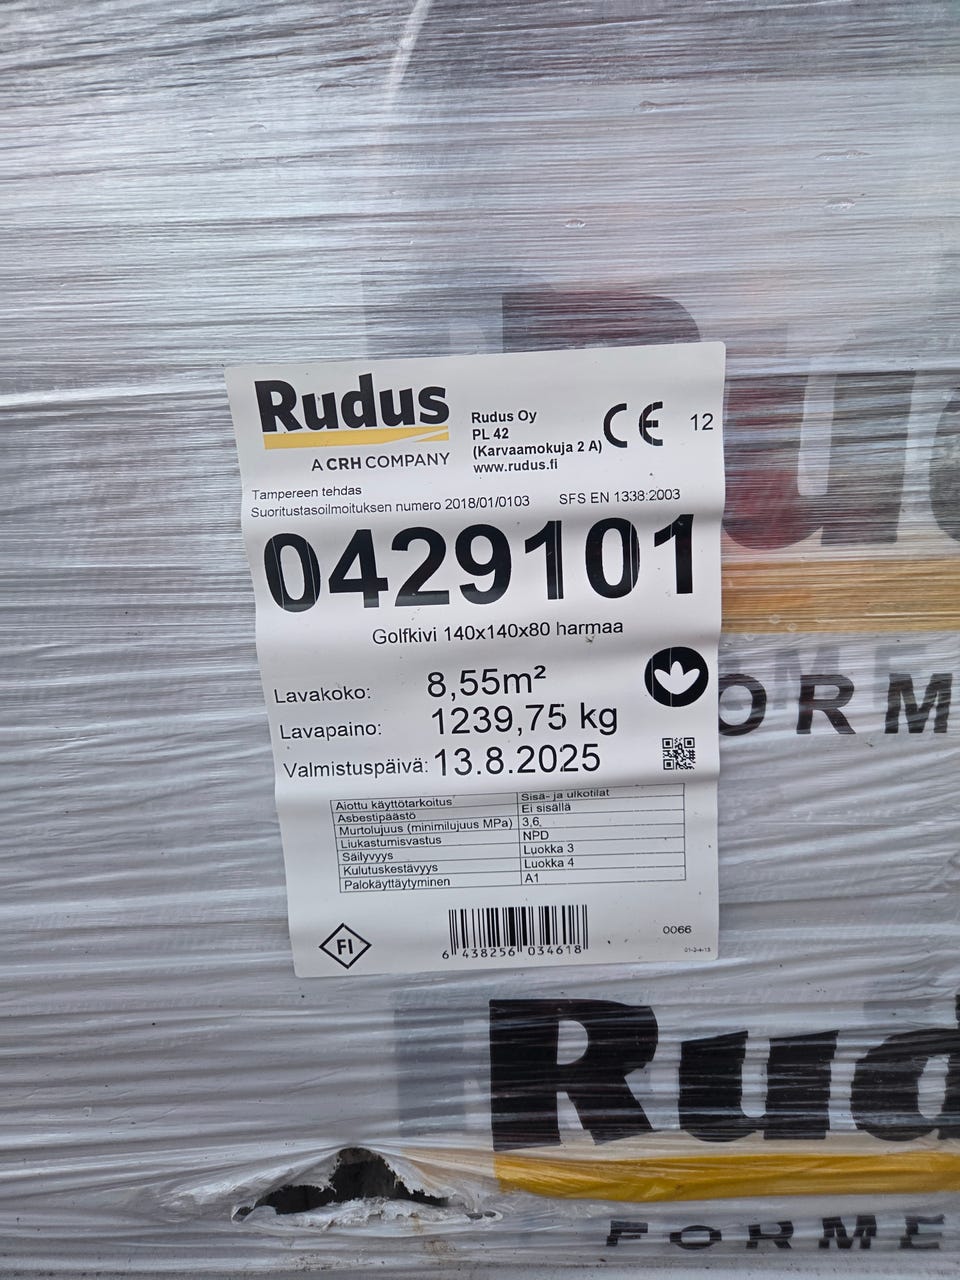 Rudus
A CRH COMPANY
Rudus Oy
PL 42
(Karvaamokuja 2 A)
www.rudus.fi
CE 12
Tampereen tehdas
Suoritustasoilmoituksen numero 2018/01/0103 SFS EN 1338:2003
0429101
Golfkivi 140x140x80 harmaa
Lavakoko: 8,55m²
Lavapaino: 1239,75 kg
Valmistuspäivä: 13.8.2025
Aiottu käyttötarkoitus Sisä- ja ulkotilat
Asbestipäästö Ei sisällä
Murtolujuus (minimilujuus MPa) 3,6
Liukastumisvastus NPD
Säilyvyys Luokka 3
Kulutuskestävyys Luokka 4
Palokäyttäytyminen A1
FI
6 438256 034618
0066
Ru
ORM
Rud
FORME